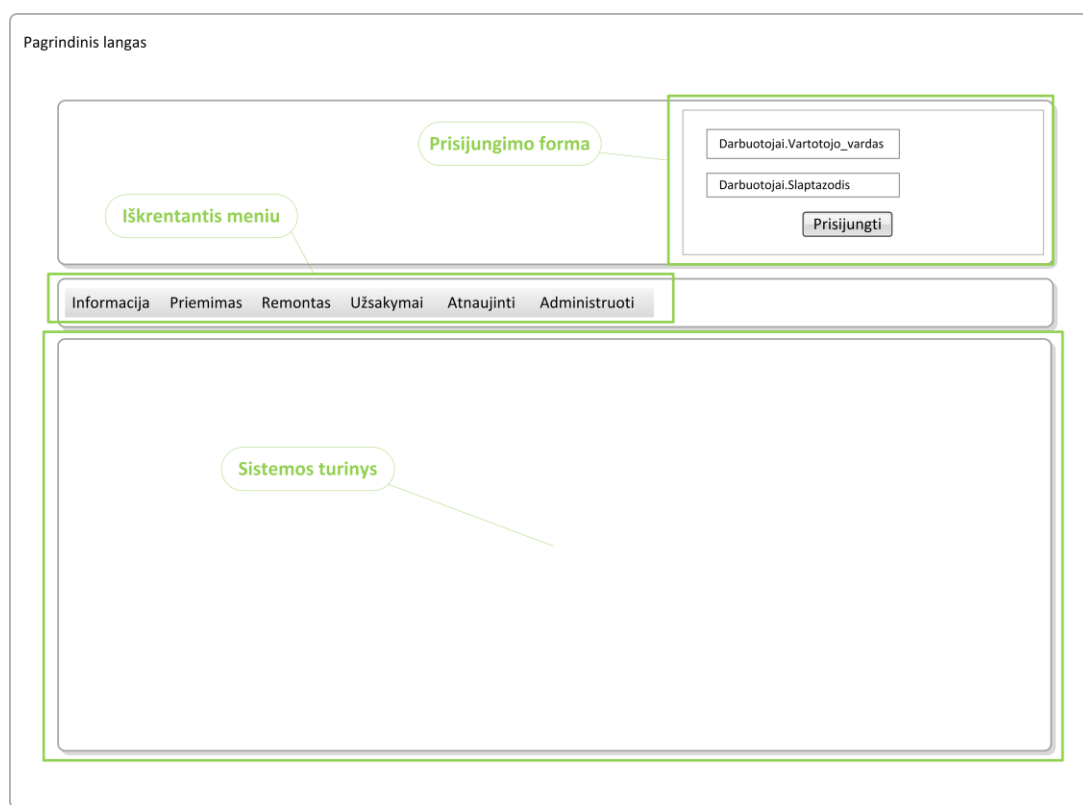 Pagrindinis langas
Prisijungimo forma
Darbuotojai.Vartotojo_vardas
Darbuotojai.Slaptazodis
Prisijungti
Iškrentantis meniu
Informacija Priemimas Remontas Užsakymai Atnaujinti Administruoti
Sistemos turinys